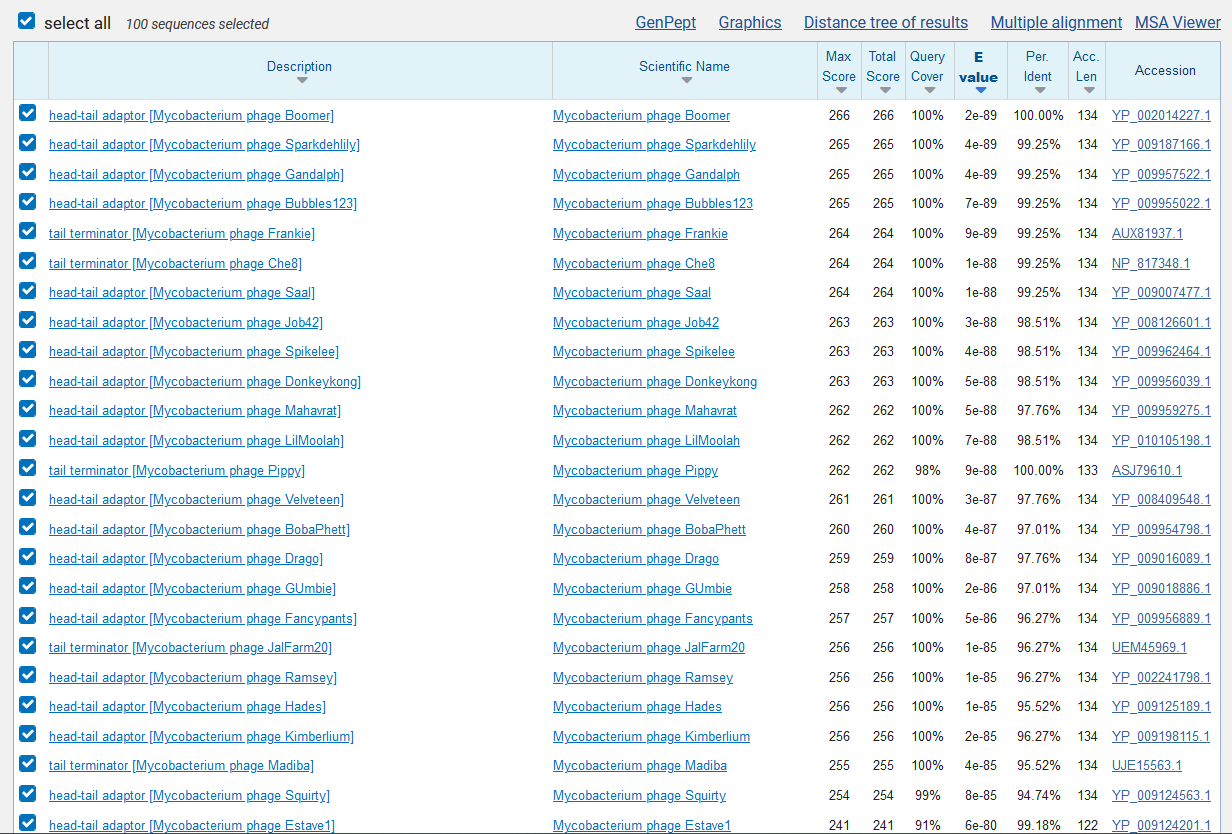 select all 100 sequences selected GenPept Graphics Distance tree of results Multiple alignment MSA Viewer
Description Scientific Name Max Score Total Score Query Cover E value Per. Ident Acc. Len Accession
head-tail adaptor [Mycobacterium phage Boomer] Mycobacterium phage Boomer 266 266 100% 2e-89 100.00% 134 YP_002014227.1
head-tail adaptor [Mycobacterium phage Sparkdehlily] Mycobacterium phage Sparkdehlily 265 265 100% 4e-89 99.25% 134 YP_009187166.1
head-tail adaptor [Mycobacterium phage Gandalph] Mycobacterium phage Gandalph 265 265 100% 4e-89 99.25% 134 YP_009957522.1
head-tail adaptor [Mycobacterium phage Bubbles123] Mycobacterium phage Bubbles123 265 265 100% 7e-89 99.25% 134 YP_009955022.1
tail terminator [Mycobacterium phage Frankie] Mycobacterium phage Frankie 264 264 100% 9e-89 99.25% 134 AUX81937.1
tail terminator [Mycobacterium phage Che8] Mycobacterium phage Che8 264 264 100% 1e-88 99.25% 134 NP_817348.1
head-tail adaptor [Mycobacterium phage Saal] Mycobacterium phage Saal 264 264 100% 1e-88 99.25% 134 YP_009007477.1
head-tail adaptor [Mycobacterium phage Job42] Mycobacterium phage Job42 263 263 100% 3e-88 98.51% 134 YP_008126601.1
head-tail adaptor [Mycobacterium phage Spikelee] Mycobacterium phage Spikelee 263 263 100% 4e-88 98.51% 134 YP_009962464.1
head-tail adaptor [Mycobacterium phage Donkeykong] Mycobacterium phage Donkeykong 263 263 100% 5e-88 98.51% 134 YP_009956039.1
head-tail adaptor [Mycobacterium phage Mahavrat] Mycobacterium phage Mahavrat 262 262 100% 5e-88 97.76% 134 YP_009959275.1
head-tail adaptor [Mycobacterium phage LilMoolah] Mycobacterium phage LilMoolah 262 262 100% 7e-88 98.51% 134 YP_010105198.1
tail terminator [Mycobacterium phage Pippy] Mycobacterium phage Pippy 262 262 98% 9e-88 100.00% 133 ASJ79610.1
head-tail adaptor [Mycobacterium phage Velveteen] Mycobacterium phage Velveteen 261 261 100% 3e-87 97.76% 134 YP_008409548.1
head-tail adaptor [Mycobacterium phage BobaPhett] Mycobacterium phage BobaPhett 260 260 100% 4e-87 97.01% 134 YP_009954798.1
head-tail adaptor [Mycobacterium phage Drago] Mycobacterium phage Drago 259 259 100% 8e-87 97.76% 134 YP_009016089.1
head-tail adaptor [Mycobacterium phage GUmbie] Mycobacterium phage GUmbie 258 258 100% 2e-86 97.01% 134 YP_009018886.1
head-tail adaptor [Mycobacterium phage Fancypants] Mycobacterium phage Fancypants 257 257 100% 5e-86 96.27% 134 YP_009956889.1
tail terminator [Mycobacterium phage JalFarm20] Mycobacterium phage JalFarm20 256 256 100% 1e-85 96.27% 134 UEM45969.1
head-tail adaptor [Mycobacterium phage Ramsey] Mycobacterium phage Ramsey 256 256 100% 1e-85 96.27% 134 YP_002241798.1
head-tail adaptor [Mycobacterium phage Hades] Mycobacterium phage Hades 256 256 100% 1e-85 95.52% 134 YP_009125189.1
head-tail adaptor [Mycobacterium phage Kimberlium] Mycobacterium phage Kimberlium 256 256 100% 2e-85 96.27% 134 YP_009198115.1
tail terminator [Mycobacterium phage Madiba] Mycobacterium phage Madiba 255 255 100% 4e-85 95.52% 134 UJE15563.1
head-tail adaptor [Mycobacterium phage Squirty] Mycobacterium phage Squirty 254 254 99% 8e-85 94.74% 134 YP_009124563.1
head-tail adaptor [Mycobacterium phage Estave1] Mycobacterium phage Estave1 241 241 91% 6e-80 99.18% 122 YP_009124201.1